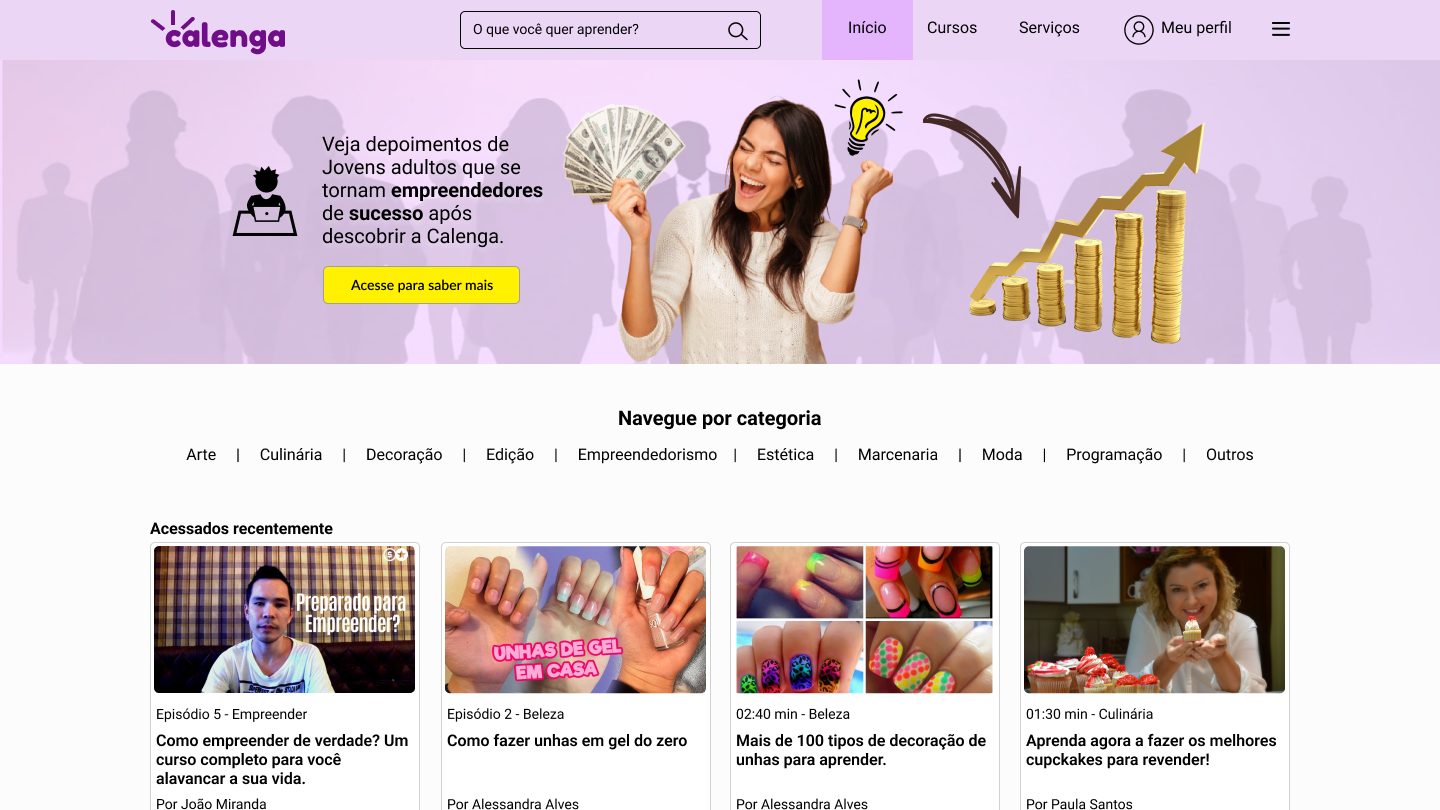 calenga
O que você quer aprender?
Início
Cursos
Serviços
Meu perfil
Veja depoimentos de
Jovens adultos que se
tornam empreendedores
de sucesso após
descobrir a Calenga.
Acesse para saber mais
Navegue por categoria
Arte | Culinária | Decoração | Edição | Empreendedorismo | Estética | Marcenaria | Moda | Programação | Outros
Acessados recentemente
Preparado para
Empreender?
Episódio 5 - Empreender
Como empreender de verdade? Um
curso completo para você
alavancar a sua vida.
Por João Miranda
UNHAS DE GEL
EM CASA
Episódio 2 - Beleza
Como fazer unhas em gel do zero
Por Alessandra Alves
02:40 min - Beleza
Mais de 100 tipos de decoração de
unhas para aprender.
Por Alessandra Alves
01:30 min - Culinária
Aprenda agora a fazer os melhores
cupckakes para revender!
Por Paula Santos